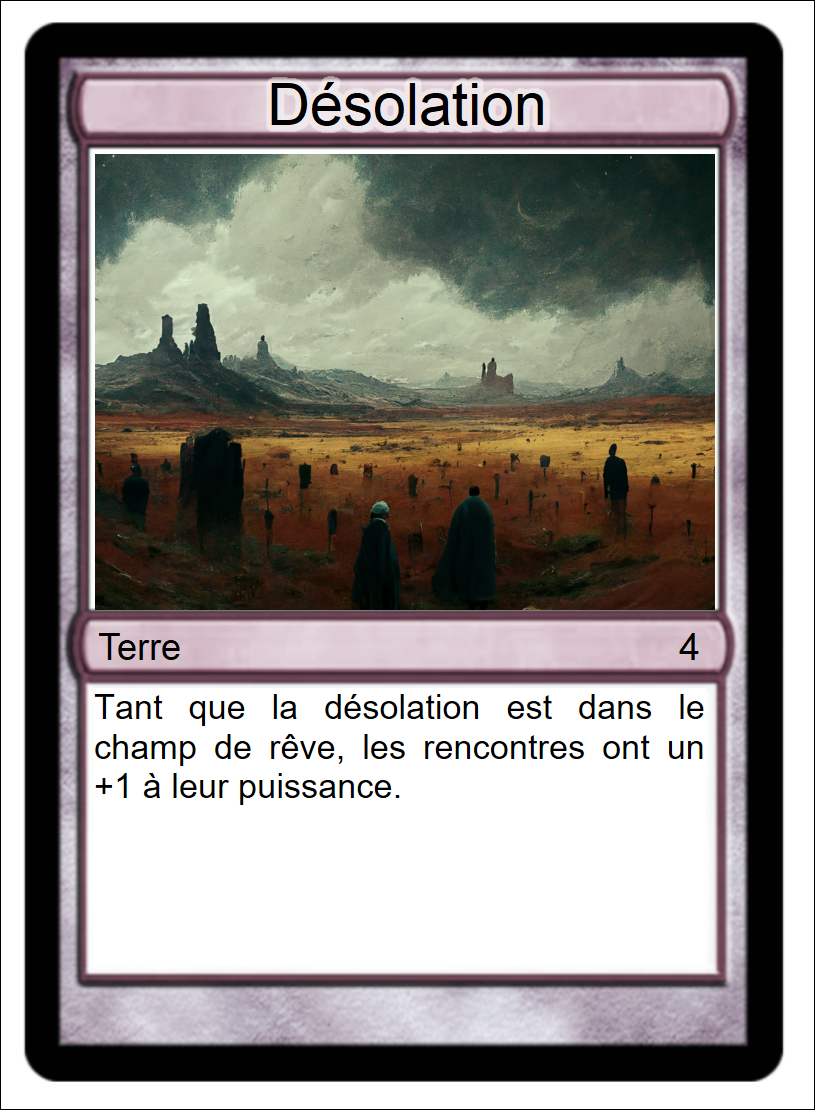 Désolation
Terre 4
Tant que la désolation est dans le
champ de rêve, les rencontres ont un
+1 à leur puissance.